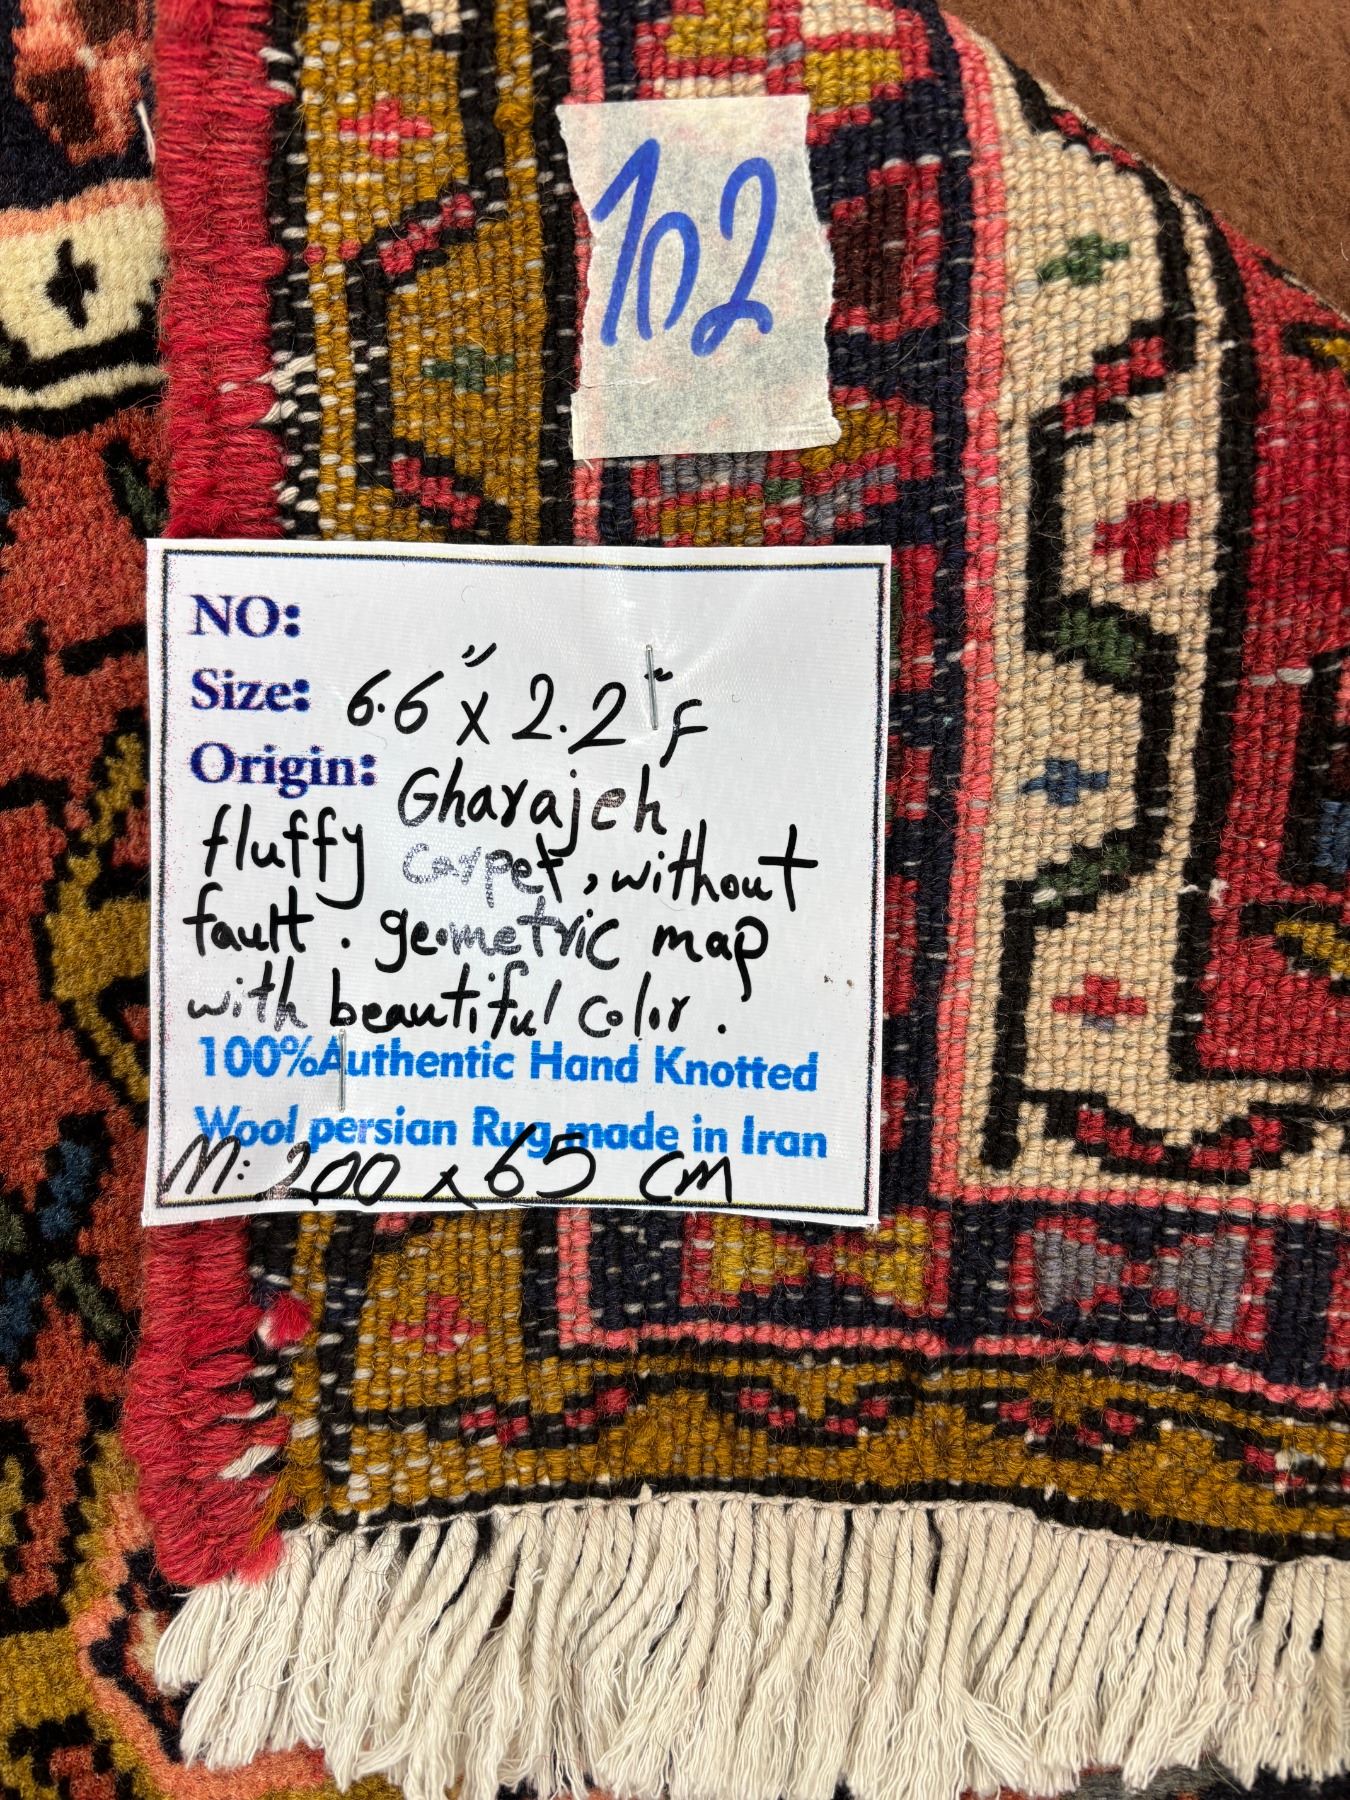 102
NO:
Size: 6.6" x 2.2" F
Origin: Gharajeh
fluffy carpet, without
fault. geometric map
with beautiful color.
100%Authentic Hand Knotted
Wool persian Rug made in Iran
M: 200 x 65 cm